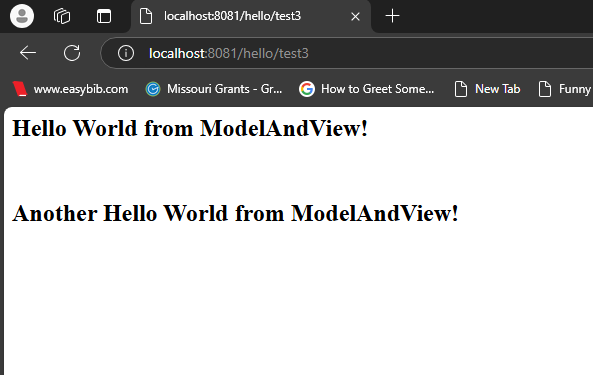 localhost:8081/hello/test3
localhost:8081/hello/test3
www.easybib.com Missouri Grants - Gr... How to Greet Some... New Tab Funny
Hello World from ModelAndView!
Another Hello World from ModelAndView!